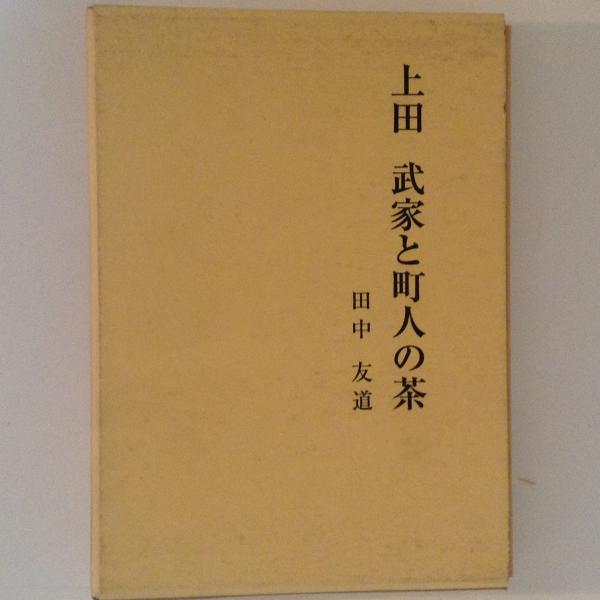 上田 武家と町人の茶
田中 友道